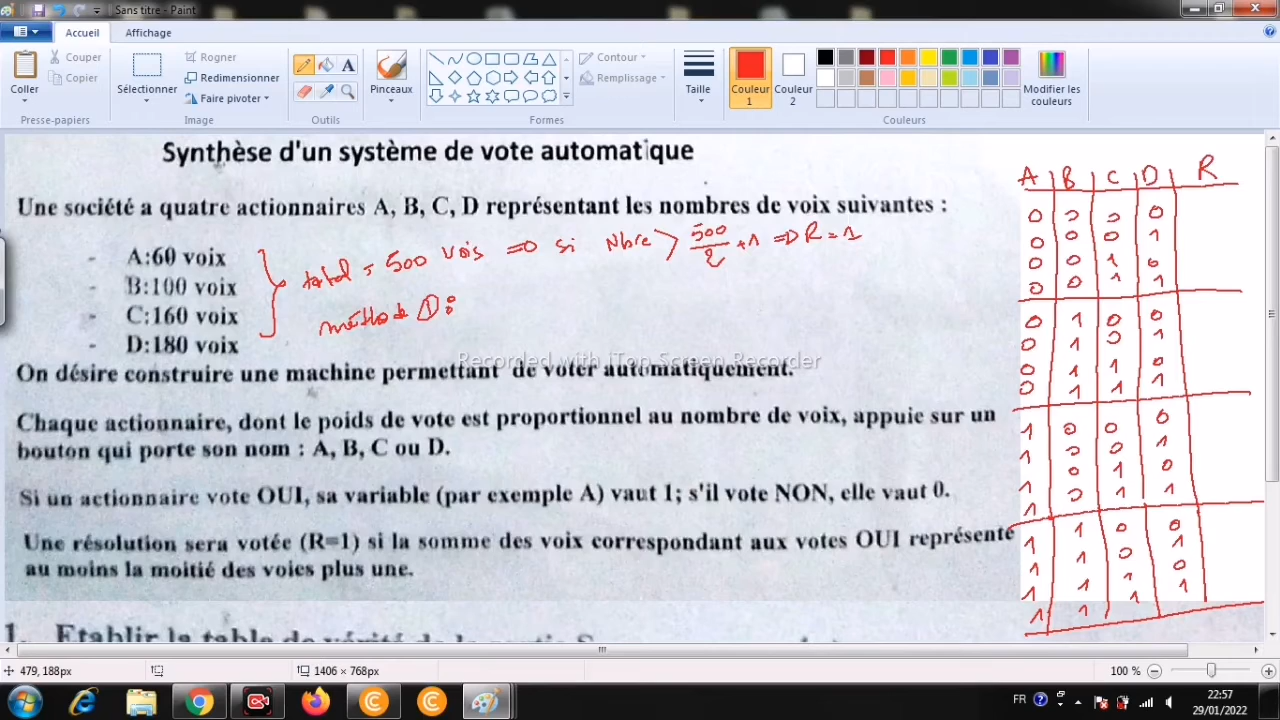 Sans titre - Paint
Accueil Affichage
Coller
Couper
Copier
Presse-papiers
Sélectionner
Rogner
Redimensionner
Faire pivoter
Image
A
Outils
Pinceaux
Contour
Remplissage
Formes
Taille
Couleur 1
Couleur 2
Modifier les couleurs
Couleurs
Synthèse d'un système de vote automatique
Une société a quatre actionnaires A, B, C, D représentant les nombres de voix suivantes :
- A:60 voix
- B:100 voix
- C:160 voix
- D:180 voix
total = 500 vois => si Nbre > 500/2 +1 => R = 1
méthode 1:
Recorded with iTop Screen Recorder
On désire construire une machine permettant de voter automatiquement.
Chaque actionnaire, dont le poids de vote est proportionnel au nombre de voix, appuie sur un
bouton qui porte son nom : A, B, C ou D.
Si un actionnaire vote OUI, sa variable (par exemple A) vaut 1; s'il vote NON, elle vaut 0.
Une résolution sera votée (R=1) si la somme des voix correspondant aux votes OUI représente
au moins la moitié des voies plus une.
1. Etablir la table de vérité de la sortie S
A B C D R
0 0 0 0
0 0 0 1
0 0 1 0
0 0 1 1
0 1 0 0
0 1 0 1
0 1 1 0
0 1 1 1
1 0 0 0
1 0 0 1
1 0 1 0
1 0 1 1
1 1 0 0
1 1 0 1
1 1 1 0
1 1 1 1
479, 188px
1406 × 768px
100 %
FR
22:57
29/01/2022